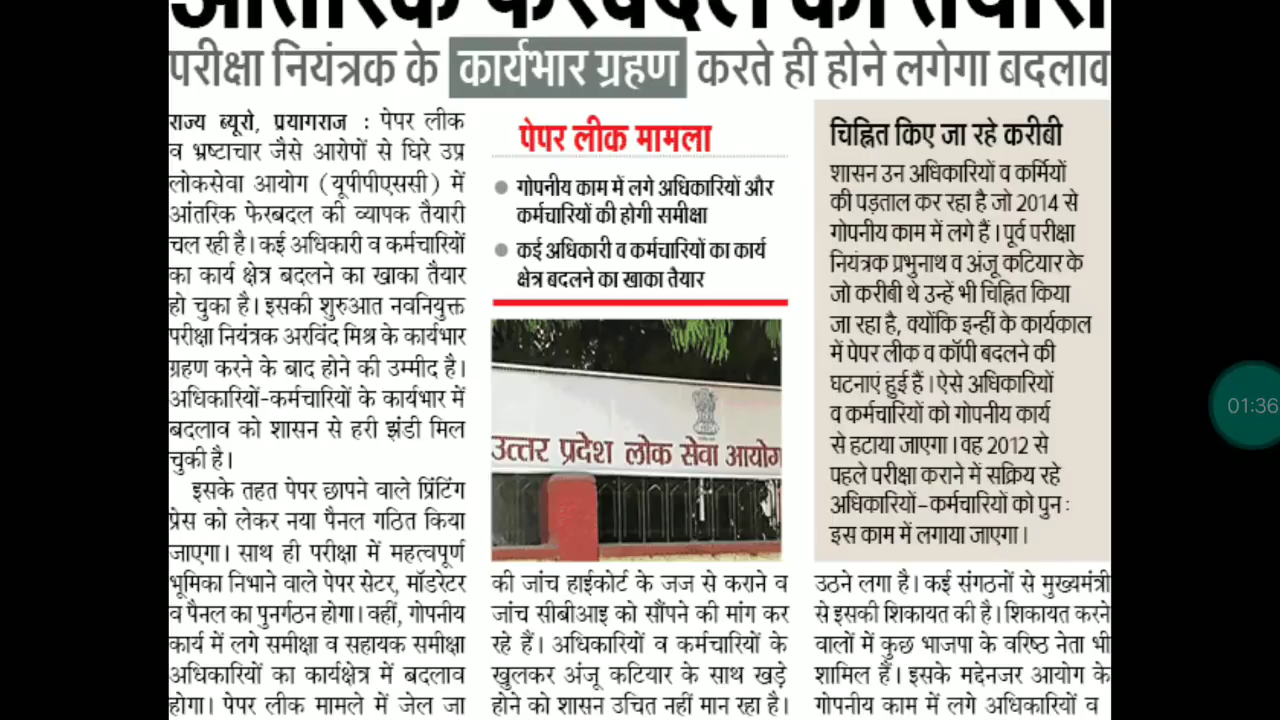 आंतरिक फेरबदल की तैयारी
परीक्षा नियंत्रक के कार्यभार ग्रहण करते ही होने लगेगा बदलाव
राज्य ब्यूरो, प्रयागराज : पेपर लीक
व भ्रष्टाचार जैसे आरोपों से घिरे उप्र
लोकसेवा आयोग (यूपीपीएससी) में
आंतरिक फेरबदल की व्यापक तैयारी
चल रही है। कई अधिकारी व कर्मचारियों
का कार्य क्षेत्र बदलने का खाका तैयार
हो चुका है। इसकी शुरुआत नवनियुक्त
परीक्षा नियंत्रक अरविंद मिश्र के कार्यभार
ग्रहण करने के बाद होने की उम्मीद है।
अधिकारियों-कर्मचारियों के कार्यभार में
बदलाव को शासन से हरी झंडी मिल
चुकी है।
इसके तहत पेपर छापने वाले प्रिंटिंग
प्रेस को लेकर नया पैनल गठित किया
जाएगा। साथ ही परीक्षा में महत्वपूर्ण
भूमिका निभाने वाले पेपर सेटर, मॉडरेटर
व पैनल का पुनर्गठन होगा। वहीं, गोपनीय
कार्य में लगे समीक्षा व सहायक समीक्षा
अधिकारियों का कार्यक्षेत्र में बदलाव
होगा। पेपर लीक मामले में जेल जा
पेपर लीक मामला
गोपनीय काम में लगे अधिकारियों और
कर्मचारियों की होगी समीक्षा
कई अधिकारी व कर्मचारियों का कार्य
क्षेत्र बदलने का खाका तैयार
उत्तर प्रदेश लोक सेवा आयोग
की जांच हाईकोर्ट के जज से कराने व
जांच सीबीआइ को सौंपने की मांग कर
रहे हैं। अधिकारियों व कर्मचारियों के
खुलकर अंजू कटियार के साथ खड़े
होने को शासन उचित नहीं मान रहा है।
चिह्नित किए जा रहे करीबी
शासन उन अधिकारियों व कर्मियों
की पड़ताल कर रहा है जो 2014 से
गोपनीय काम में लगे हैं। पूर्व परीक्षा
नियंत्रक प्रभुनाथ व अंजू कटियार के
जो करीबी थे उन्हें भी चिह्नित किया
जा रहा है, क्योंकि इन्हीं के कार्यकाल
में पेपर लीक व कॉपी बदलने की
घटनाएं हुई हैं। ऐसे अधिकारियों
व कर्मचारियों को गोपनीय कार्य
से हटाया जाएगा। वह 2012 से
पहले परीक्षा कराने में सक्रिय रहे
अधिकारियों-कर्मचारियों को पुन:
इस काम में लगाया जाएगा।
उठने लगा है। कई संगठनों से मुख्यमंत्री
से इसकी शिकायत की है। शिकायत करने
वालों में कुछ भाजपा के वरिष्ठ नेता भी
शामिल हैं। इसके मद्देनजर आयोग के
गोपनीय काम में लगे अधिकारियों व
01:36